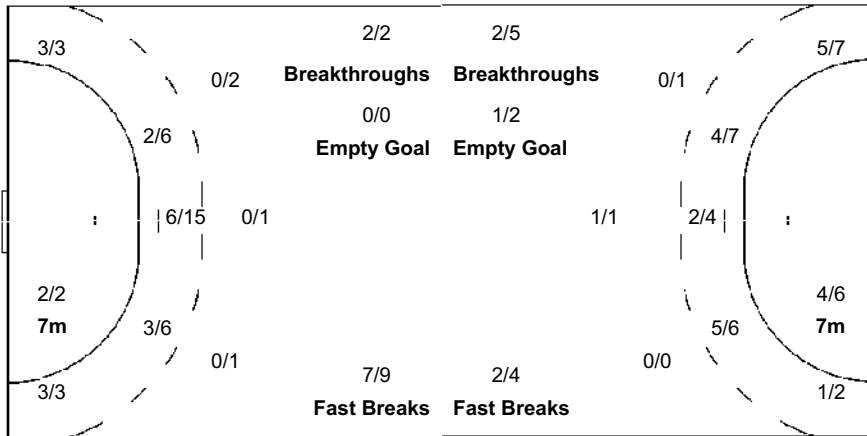 2/2 2/5
3/3 5/7
Breakthroughs Breakthroughs
0/2 0/1
0/0 1/2
2/6 4/7
Empty Goal Empty Goal
6/15 0/1 1/1 2/4
2/2 4/6
7m 3/6 5/6 7m
0/1 0/0
7/9 2/4
3/3 1/2
Fast Breaks Fast Breaks